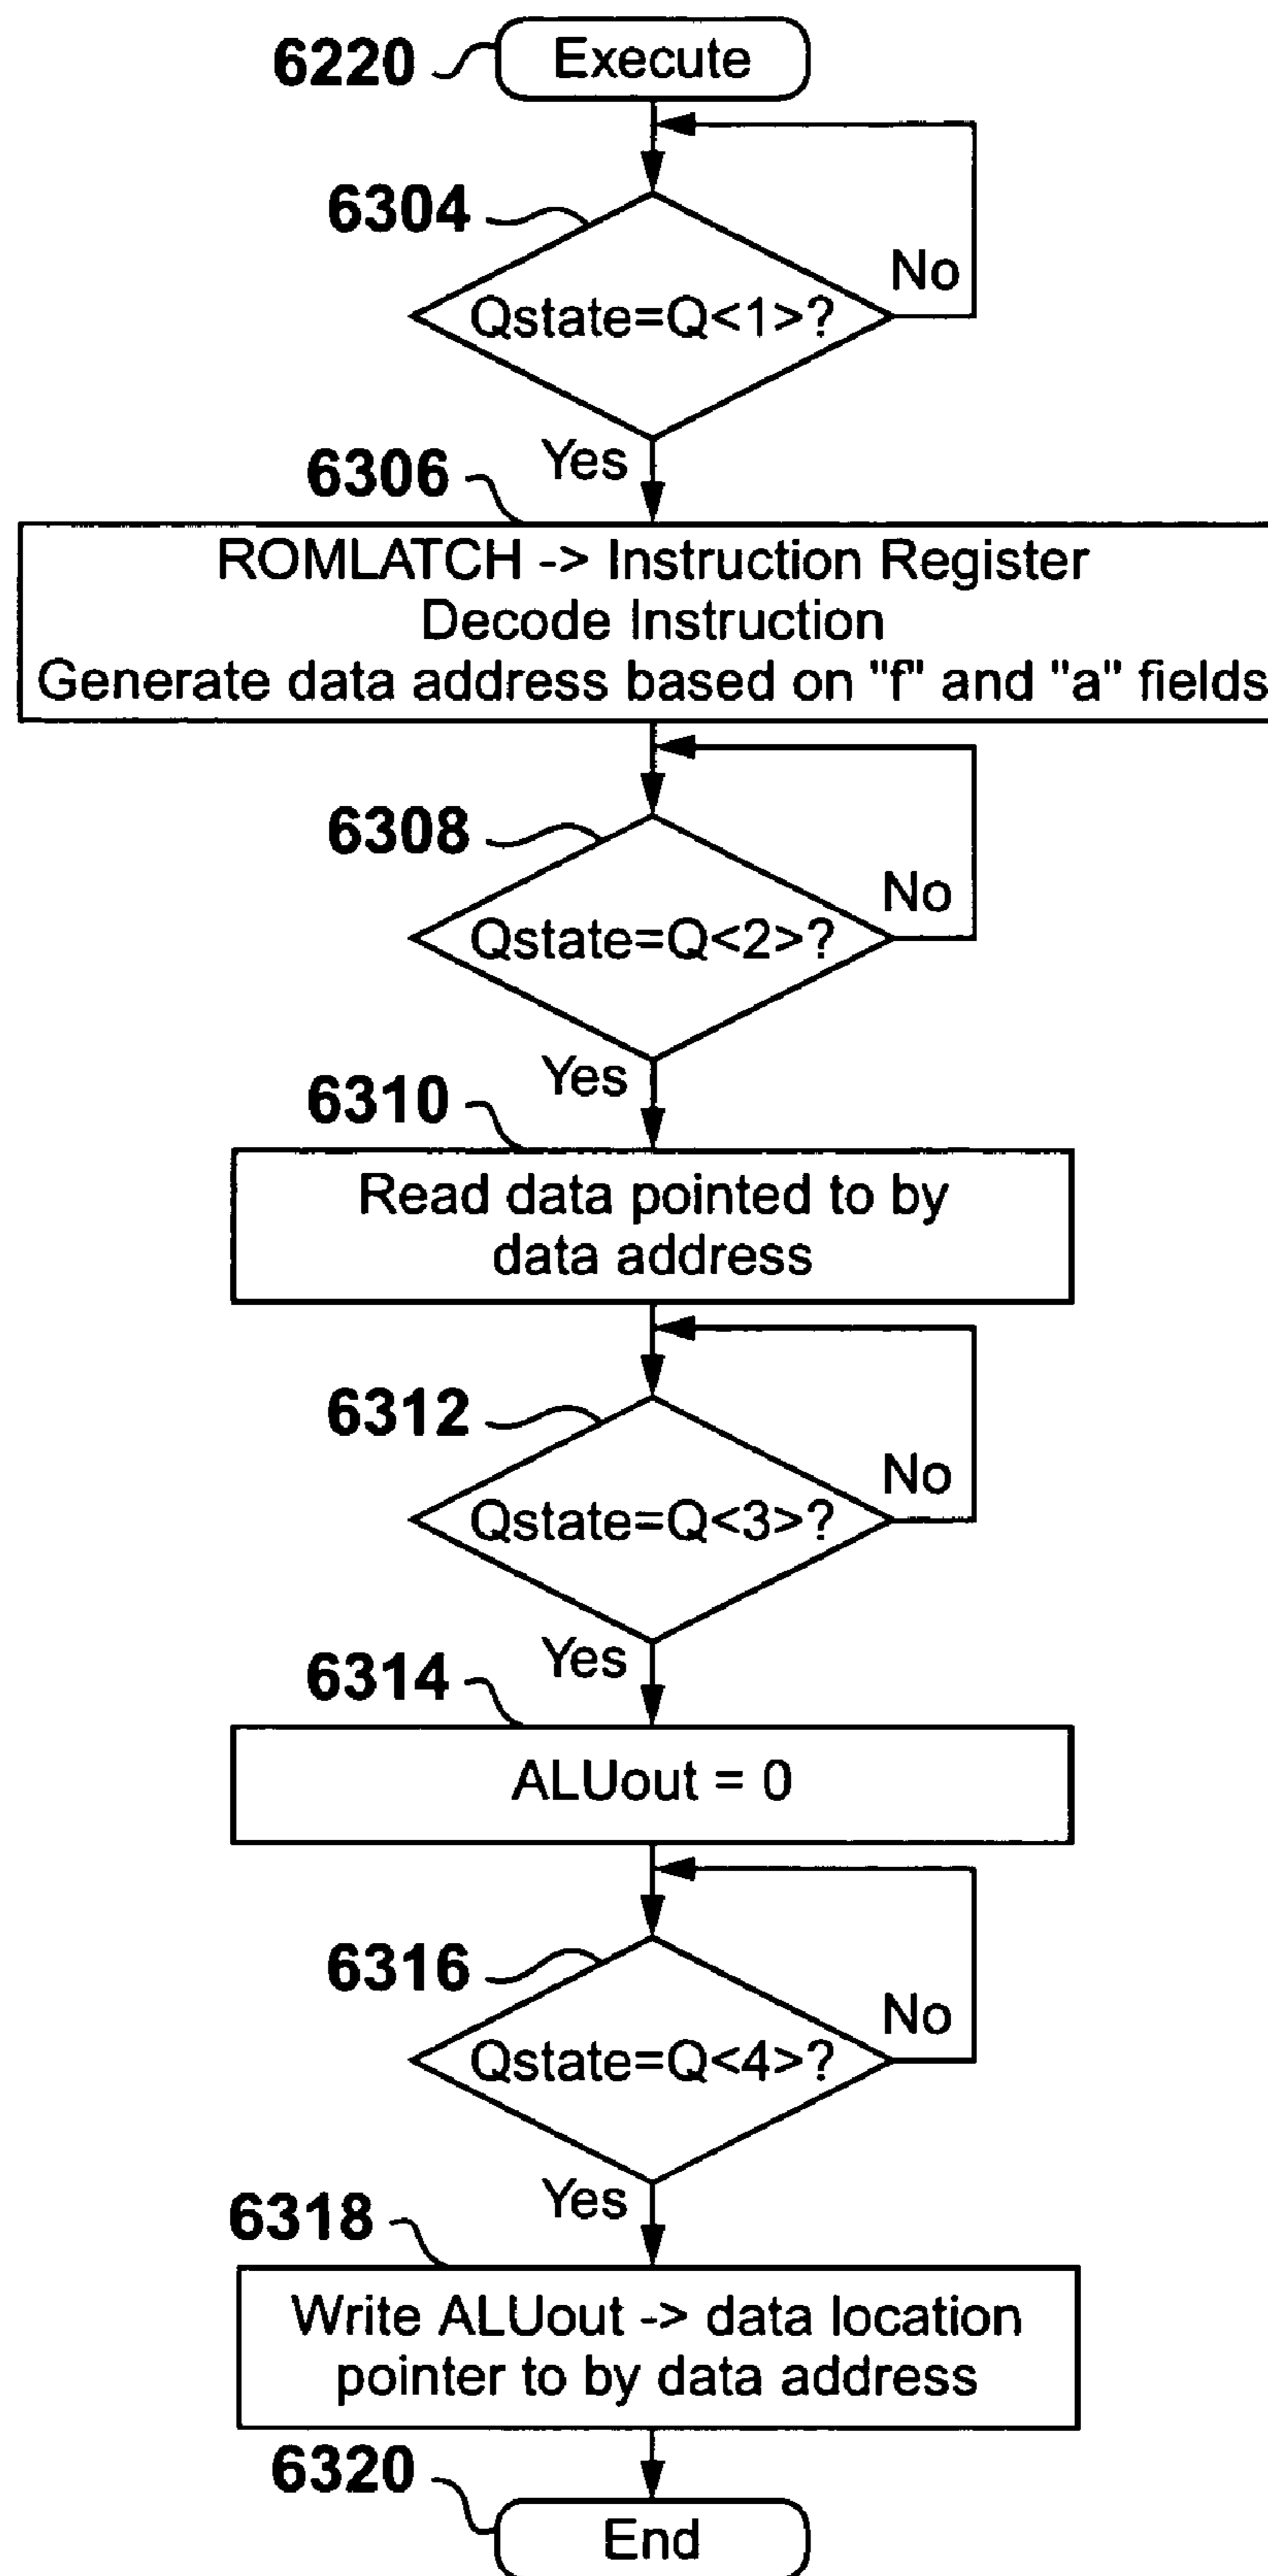 6220
Execute
6304
No
Qstate=Q<1>?
Yes
6306
ROMLATCH -> Instruction Register
Decode Instruction
Generate data address based on "f" and "a" fields
6308
No
Qstate=Q<2>?
Yes
6310
Read data pointed to by
data address
6312
No
Qstate=Q<3>?
Yes
6314
ALUout = 0
6316
No
Qstate=Q<4>?
Yes
6318
Write ALUout -> data location
pointer to by data address
6320
End